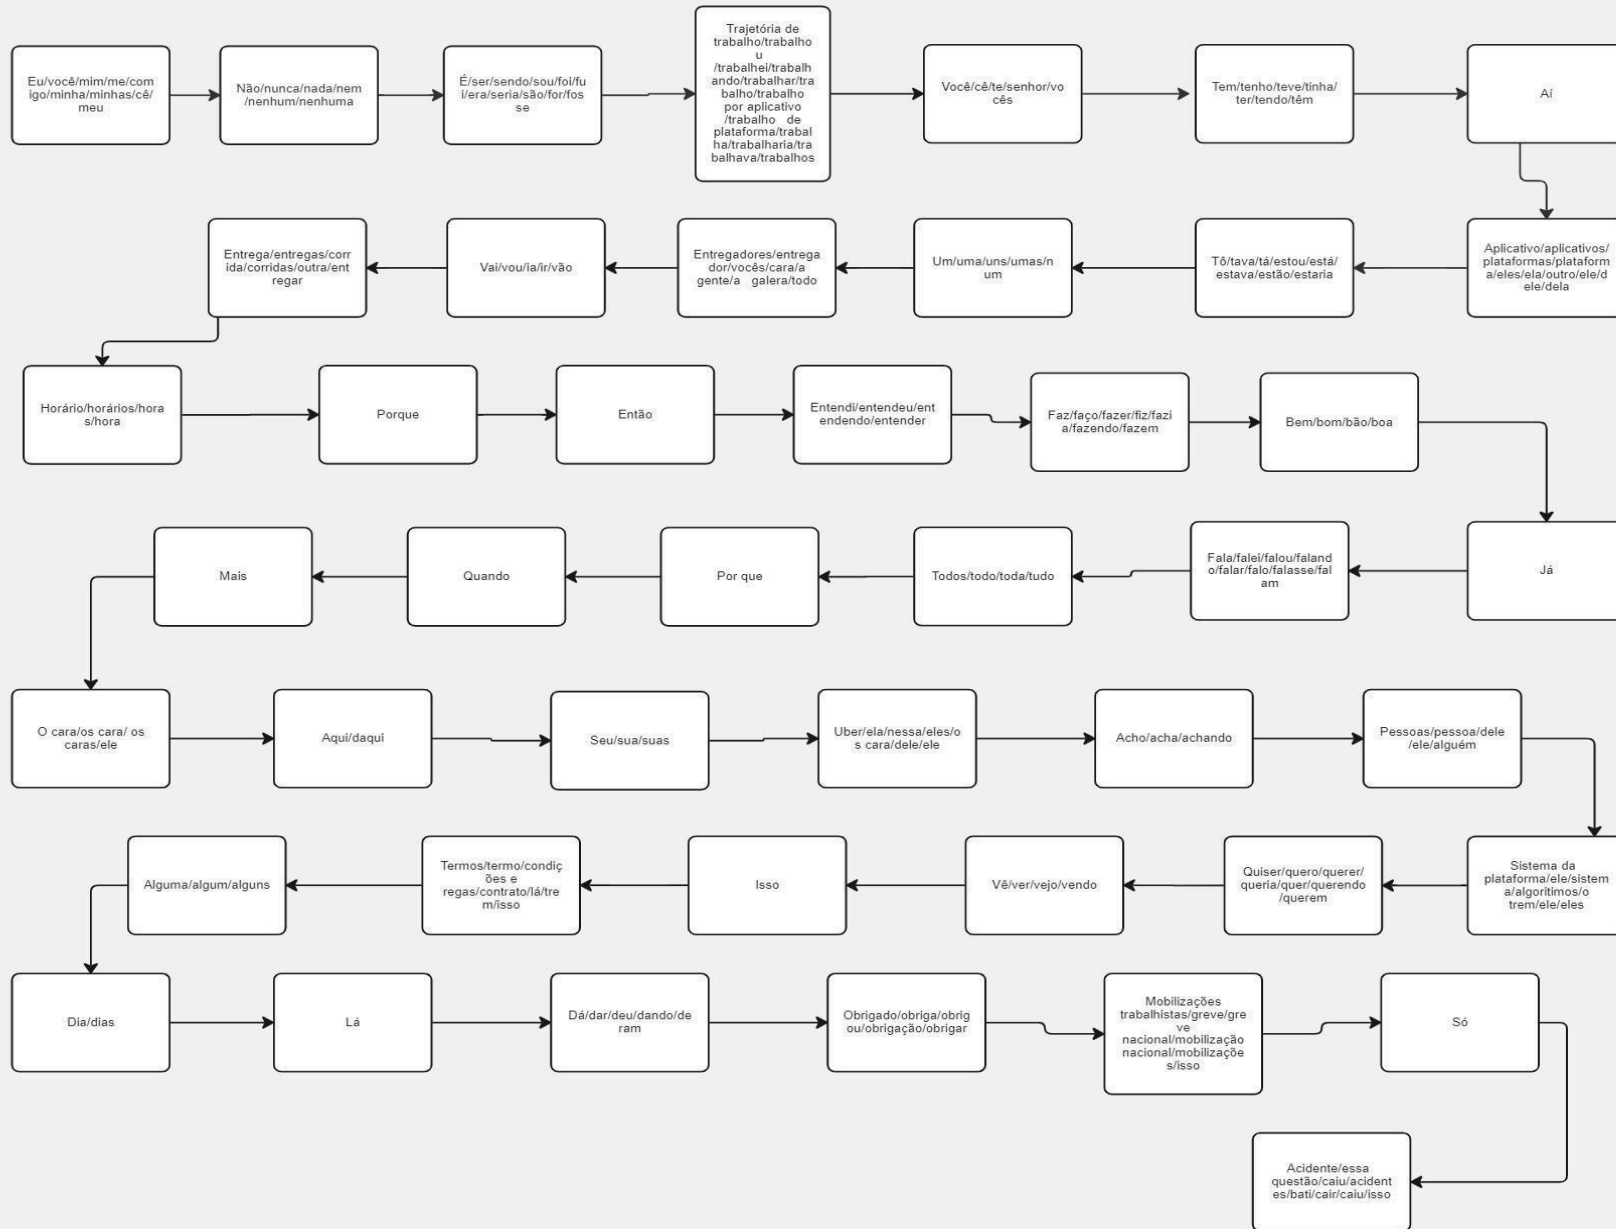 Eu/você/mim/me/com
igo/minha/minhas/cê/
meu
Não/nunca/nada/nem
/nenhum/nenhuma
É/ser/sendo/sou/foi/fu
i/era/seria/são/for/fos
se
Trajetória de
trabalho/trabalho
u
/trabalhei/trabalh
ando/trabalhar/tra
balho/trabalho
por aplicativo
/trabalho de
plataforma/trabal
ha/trabalharia/tra
balhava/trabalhos
Você/cê/te/senhor/vo
cês
Tem/tenho/teve/tinha/
ter/tendo/têm
Aí
Aplicativo/aplicativos/
plataformas/plataform
a/eles/ela/outro/ele/d
ele/dela
Tô/tava/tá/estou/está/
estava/estão/estaria
Um/uma/uns/umas/n
um
Entregadores/entrega
dor/vocês/cara/a
gente/a galera/todo
Vai/vou/ia/ir/vão
Entrega/entregas/corr
ida/corridas/outra/ent
regar
Horário/horários/hora
s/hora
Porque
Então
Entendi/entendeu/ent
endendo/entender
Faz/faço/fazer/fiz/fazi
a/fazendo/fazem
Bem/bom/bão/boa
Já
Fala/falei/falou/faland
o/falar/falo/falasse/fal
am
Todos/todo/toda/tudo
Por que
Quando
Mais
O cara/os cara/ os
caras/ele
Aqui/daqui
Seu/sua/suas
Uber/ela/nessa/eles/o
s cara/dele/ele
Acho/acha/achando
Pessoas/pessoa/dele
/ele/alguém
Sistema da
plataforma/ele/sistem
a/algoritimos/o
trem/ele/eles
Quiser/quero/querer/
queria/quer/querendo
/querem
Vê/ver/vejo/vendo
Isso
Termos/termo/condiç
ões e
regas/contrato/lá/tre
m/isso
Alguma/algum/alguns
Dia/dias
Lá
Dá/dar/deu/dando/de
ram
Obrigado/obriga/obrig
ou/obrigação/obrigar
Mobilizações
trabalhistas/greve/gre
ve
nacional/mobilização
nacional/mobilizaçõe
s/isso
Só
Acidente/essa
questão/caiu/acident
es/bati/cair/caiu/isso